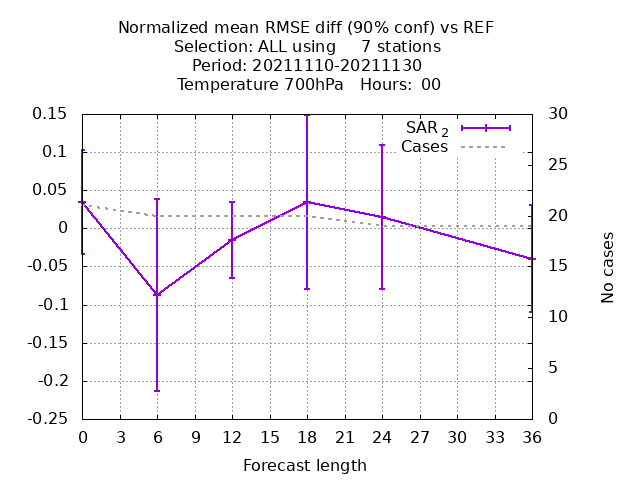 Normalized mean RMSE diff (90% conf) vs REF
Selection: ALL using     7 stations
Period: 20211110-20211130
Temperature 700hPa   Hours:  00
0.15
0.1
0.05
0
-0.05
-0.1
-0.15
-0.2
-0.25
SAR 2
Cases
30
25
20
15
10
5
0
No cases
0 3 6 9 12 15 18 21 24 27 30 33 36
Forecast length